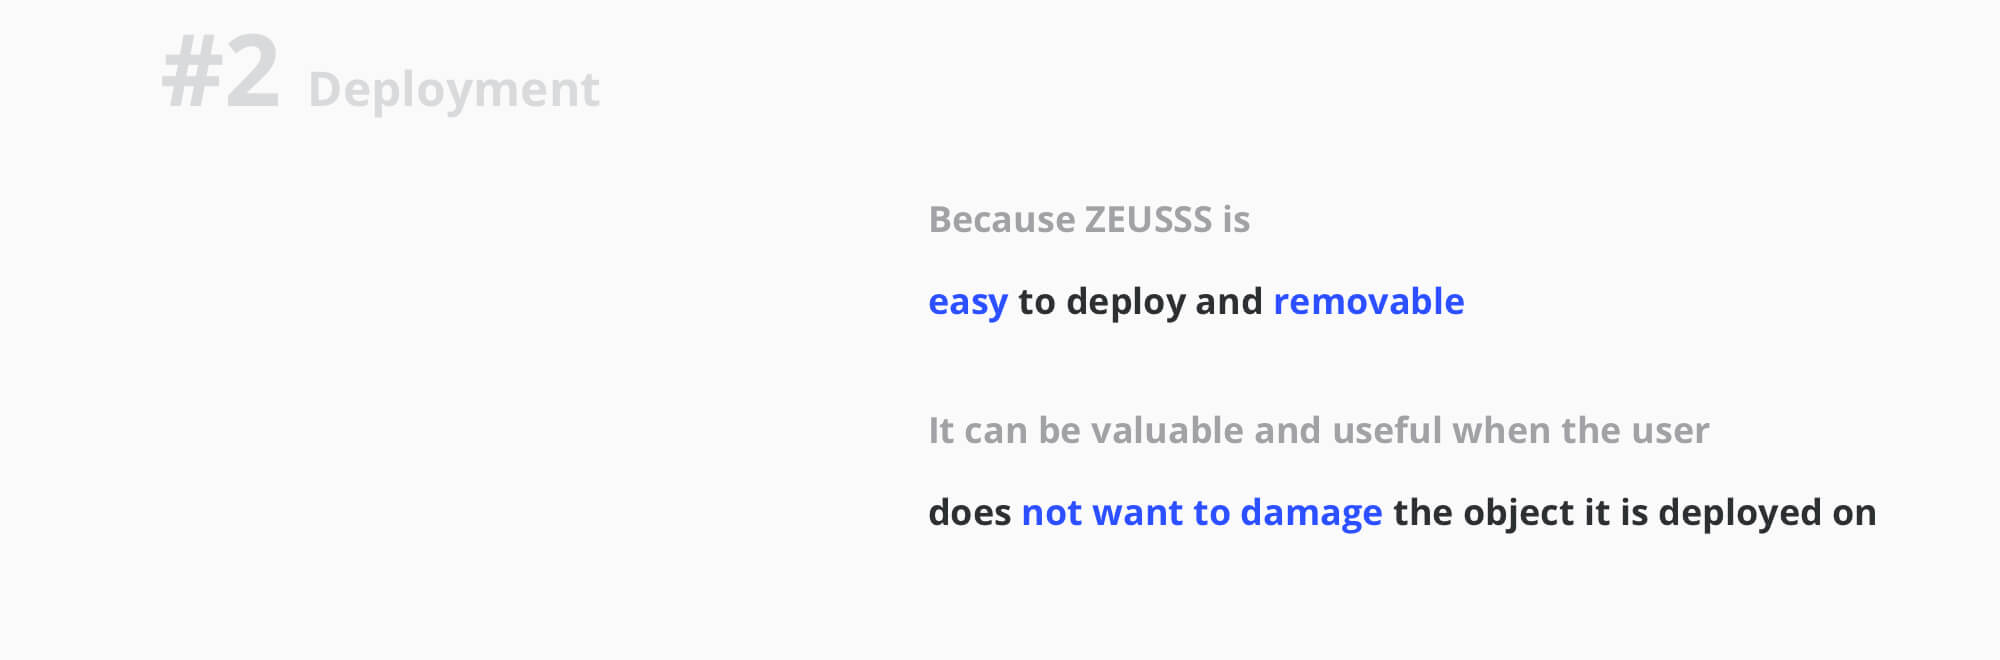 #2 Deployment
Because ZEUSSS is
easy to deploy and removable
It can be valuable and useful when the user
does not want to damage the object it is deployed on